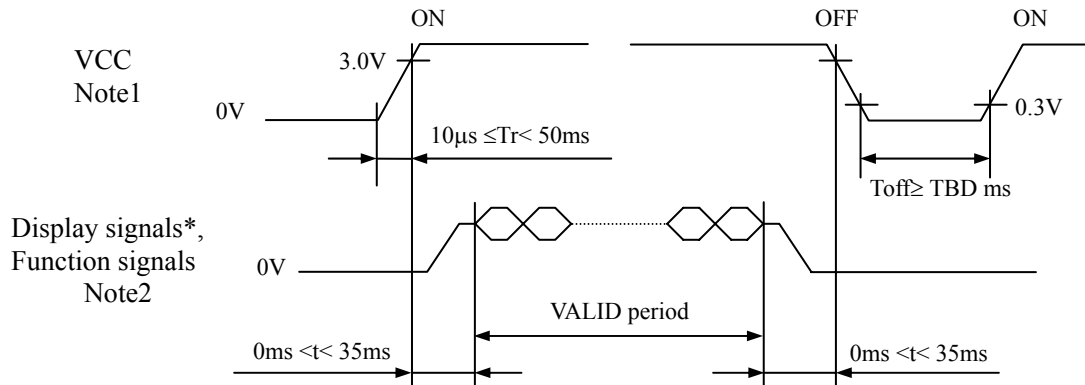 ON OFF ON
VCC
Note1
3.0V
0V
0.3V
10μs ≤Tr< 50ms
Toff≥ TBD ms
Display signals*,
Function signals
Note2
0V
VALID period
0ms <t< 35ms
0ms <t< 35ms